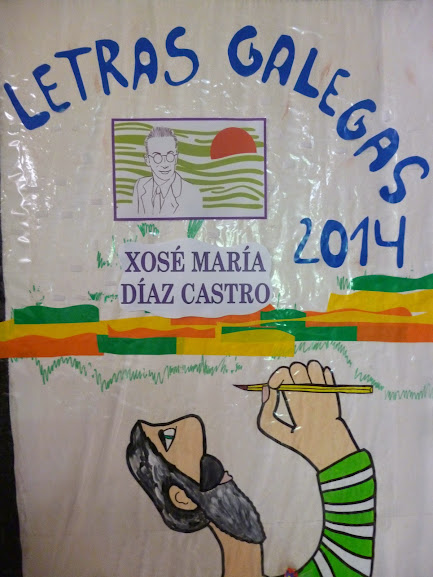 LETRAS GALEGAS
2014
XOSÉ MARÍA
DÍAZ CASTRO